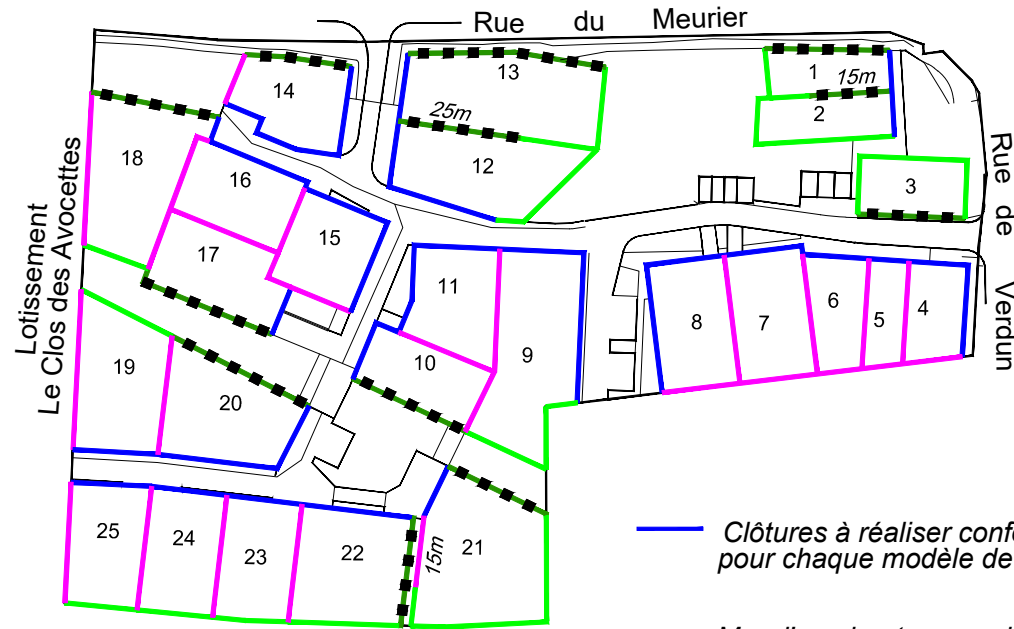 Rue du Meurier
14
13
1
15m
2
25m
12
18
16
3
Rue de Verdun
Lotissement
Le Clos des Avocettes
15
17
11
6
4
8
7
5
9
10
19
20
25
24
23
22
15m
21
Clôtures à réaliser conf
pour chaque modèle de